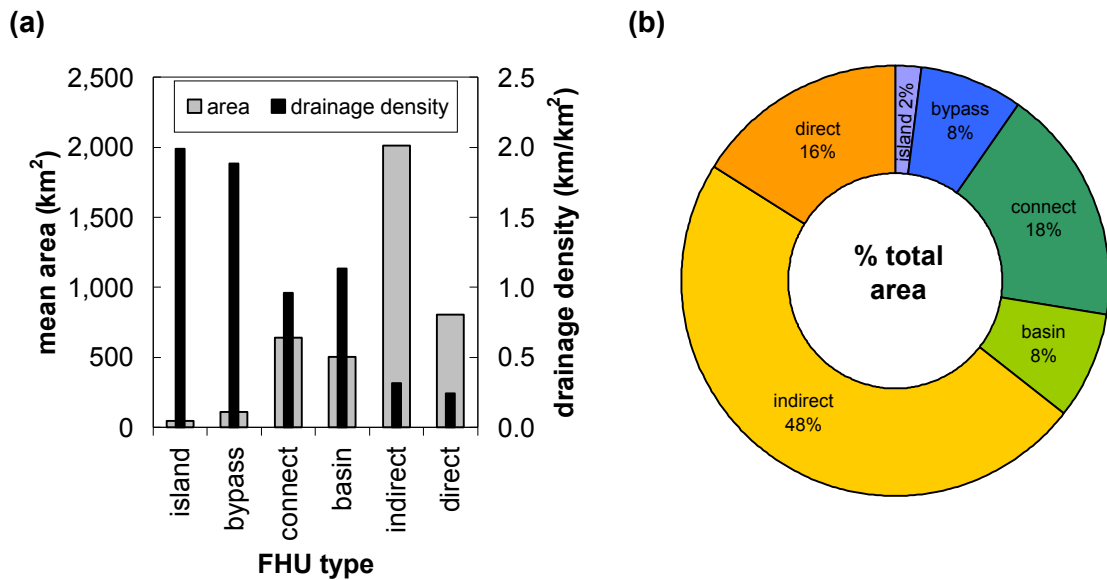 (a)
mean area (km²)
2,500
2,000
1,500
1,000
500
0
area
drainage density
2.5
2.0
1.5
1.0
0.5
0.0
drainage density (km/km²)
island
bypass
connect
basin
indirect
direct
FHU type
(b)
island 2%
bypass
8%
connect
18%
basin
8%
indirect
48%
direct
16%
% total
area